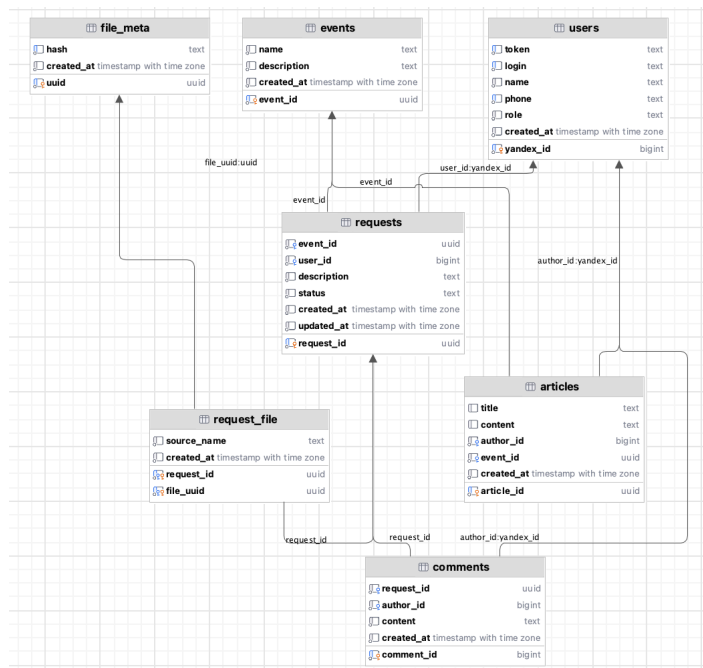 file_meta
hash text
created_at timestamp with time zone
uuid uuid
events
name text
description text
created_at timestamp with time zone
event_id uuid
users
token text
login text
name text
phone text
role text
created_at timestamp with time zone
yandex_id bigint
file_uuid:uuid
user_id:yandex_id
event_id
event_id
requests
event_id uuid
user_id bigint
description text
status text
created_at timestamp with time zone
updated_at timestamp with time zone
request_id uuid
author_id:yandex_id
articles
title text
content text
author_id bigint
event_id uuid
created_at timestamp with time zone
article_id uuid
request_file
source_name text
created_at timestamp with time zone
request_id uuid
file_uuid uuid
request_id
request_id
author_id:yandex_id
comments
request_id uuid
author_id bigint
content text
created_at timestamp with time zone
comment_id bigint